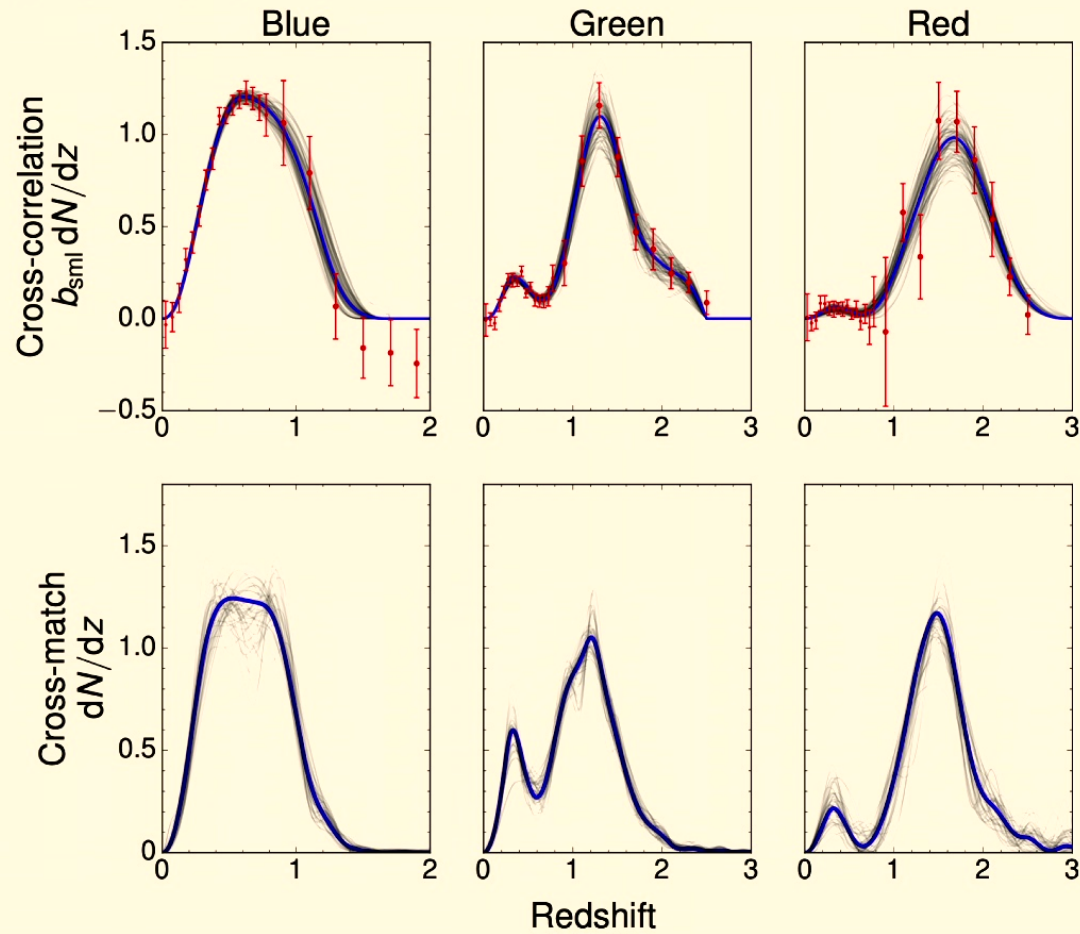 Blue Green Red
Cross-correlation
b_sml dN/dz
1.5
1.0
0.5
0.0
−0.5
0 1 2 0 1 2 3 0 1 2 3
Cross-match
dN/dz
1.5
1.0
0.5
0
0 1 2 0 1 2 3 0 1 2 3
Redshift